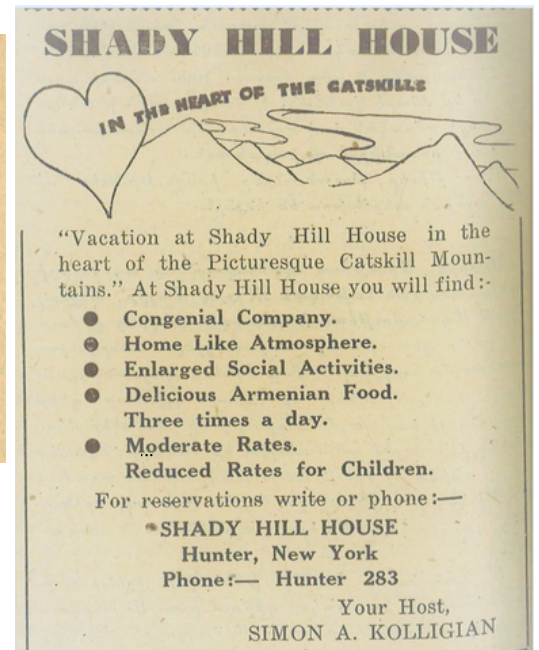 SHADY HILL HOUSE
IN THE HEART OF THE CATSKILLS
"Vacation at Shady Hill House in the
heart of the Picturesque Catskill Moun-
tains." At Shady Hill House you will find:-
● Congenial Company.
● Home Like Atmosphere.
● Enlarged Social Activities.
● Delicious Armenian Food.
Three times a day.
● Moderate Rates.
Reduced Rates for Children.
For reservations write or phone:—
SHADY HILL HOUSE
Hunter, New York
Phone:— Hunter 283
Your Host,
SIMON A. KOLLIGIAN